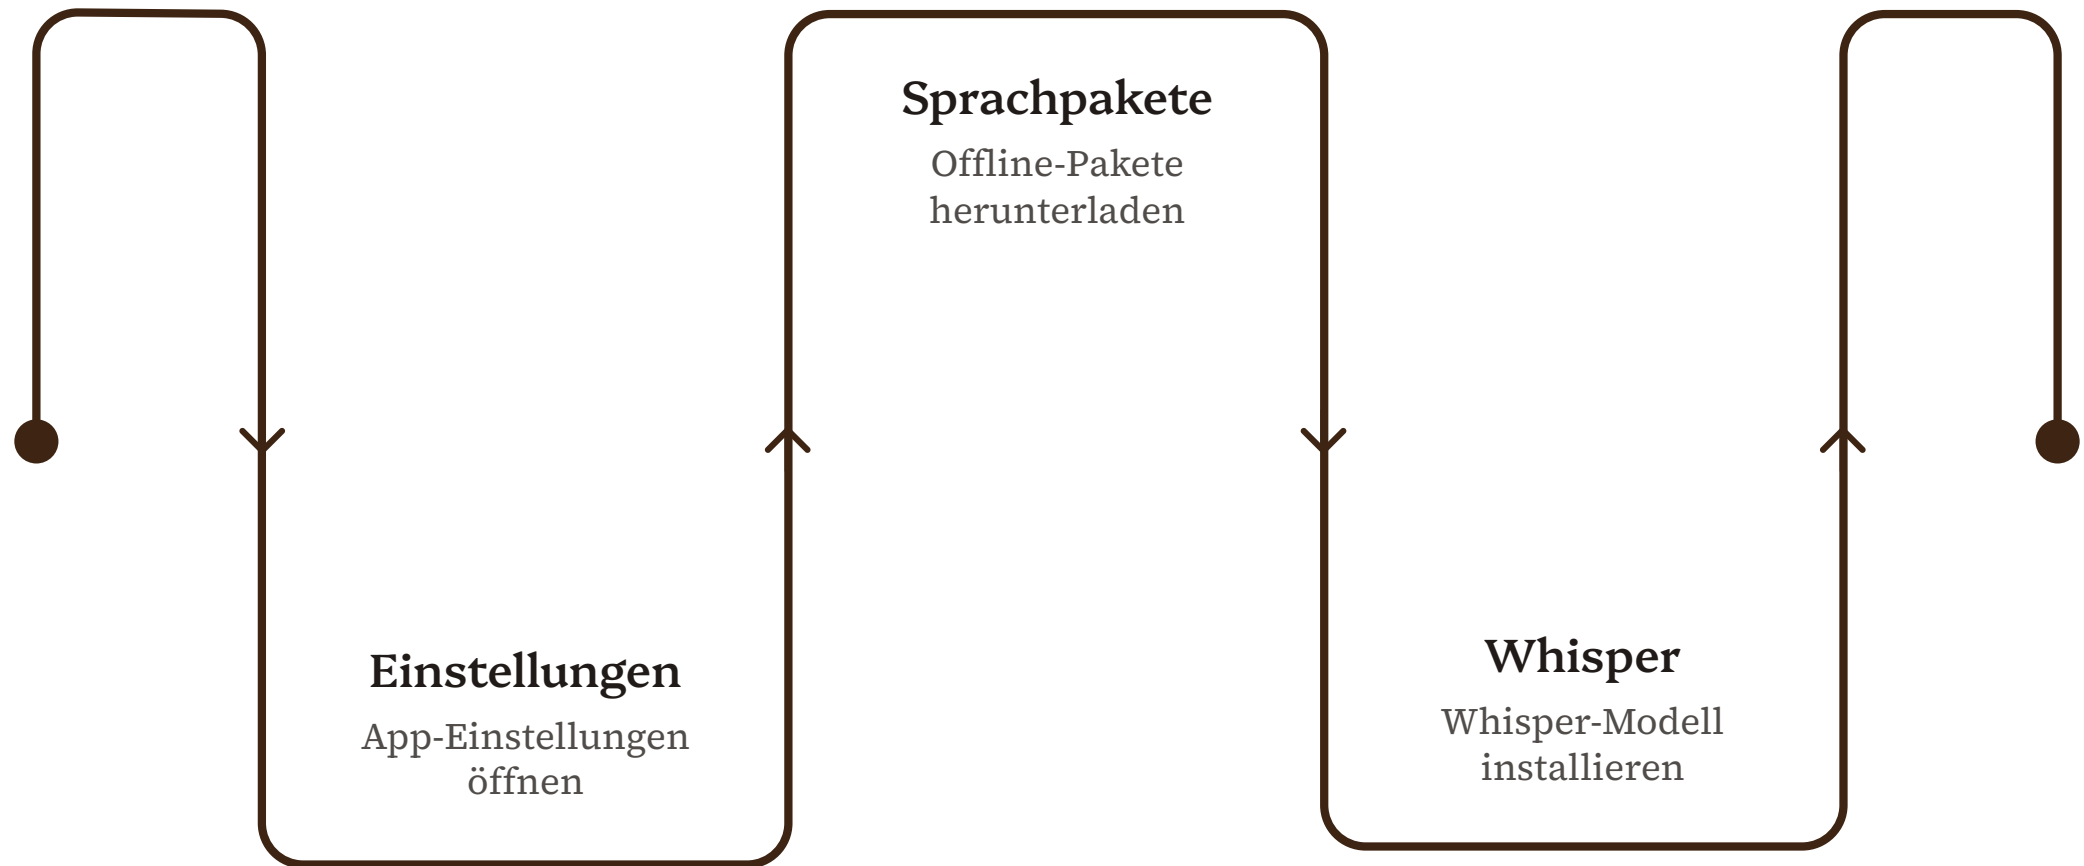 Einstellungen
App-Einstellungen
öffnen
Sprachpakete
Offline-Pakete
herunterladen
Whisper
Whisper-Modell
installieren